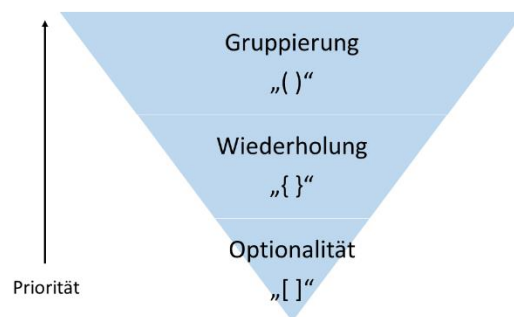 Gruppierung
„( )“
Wiederholung
„{ }“
Optionalität
„[ ]“
Priorität